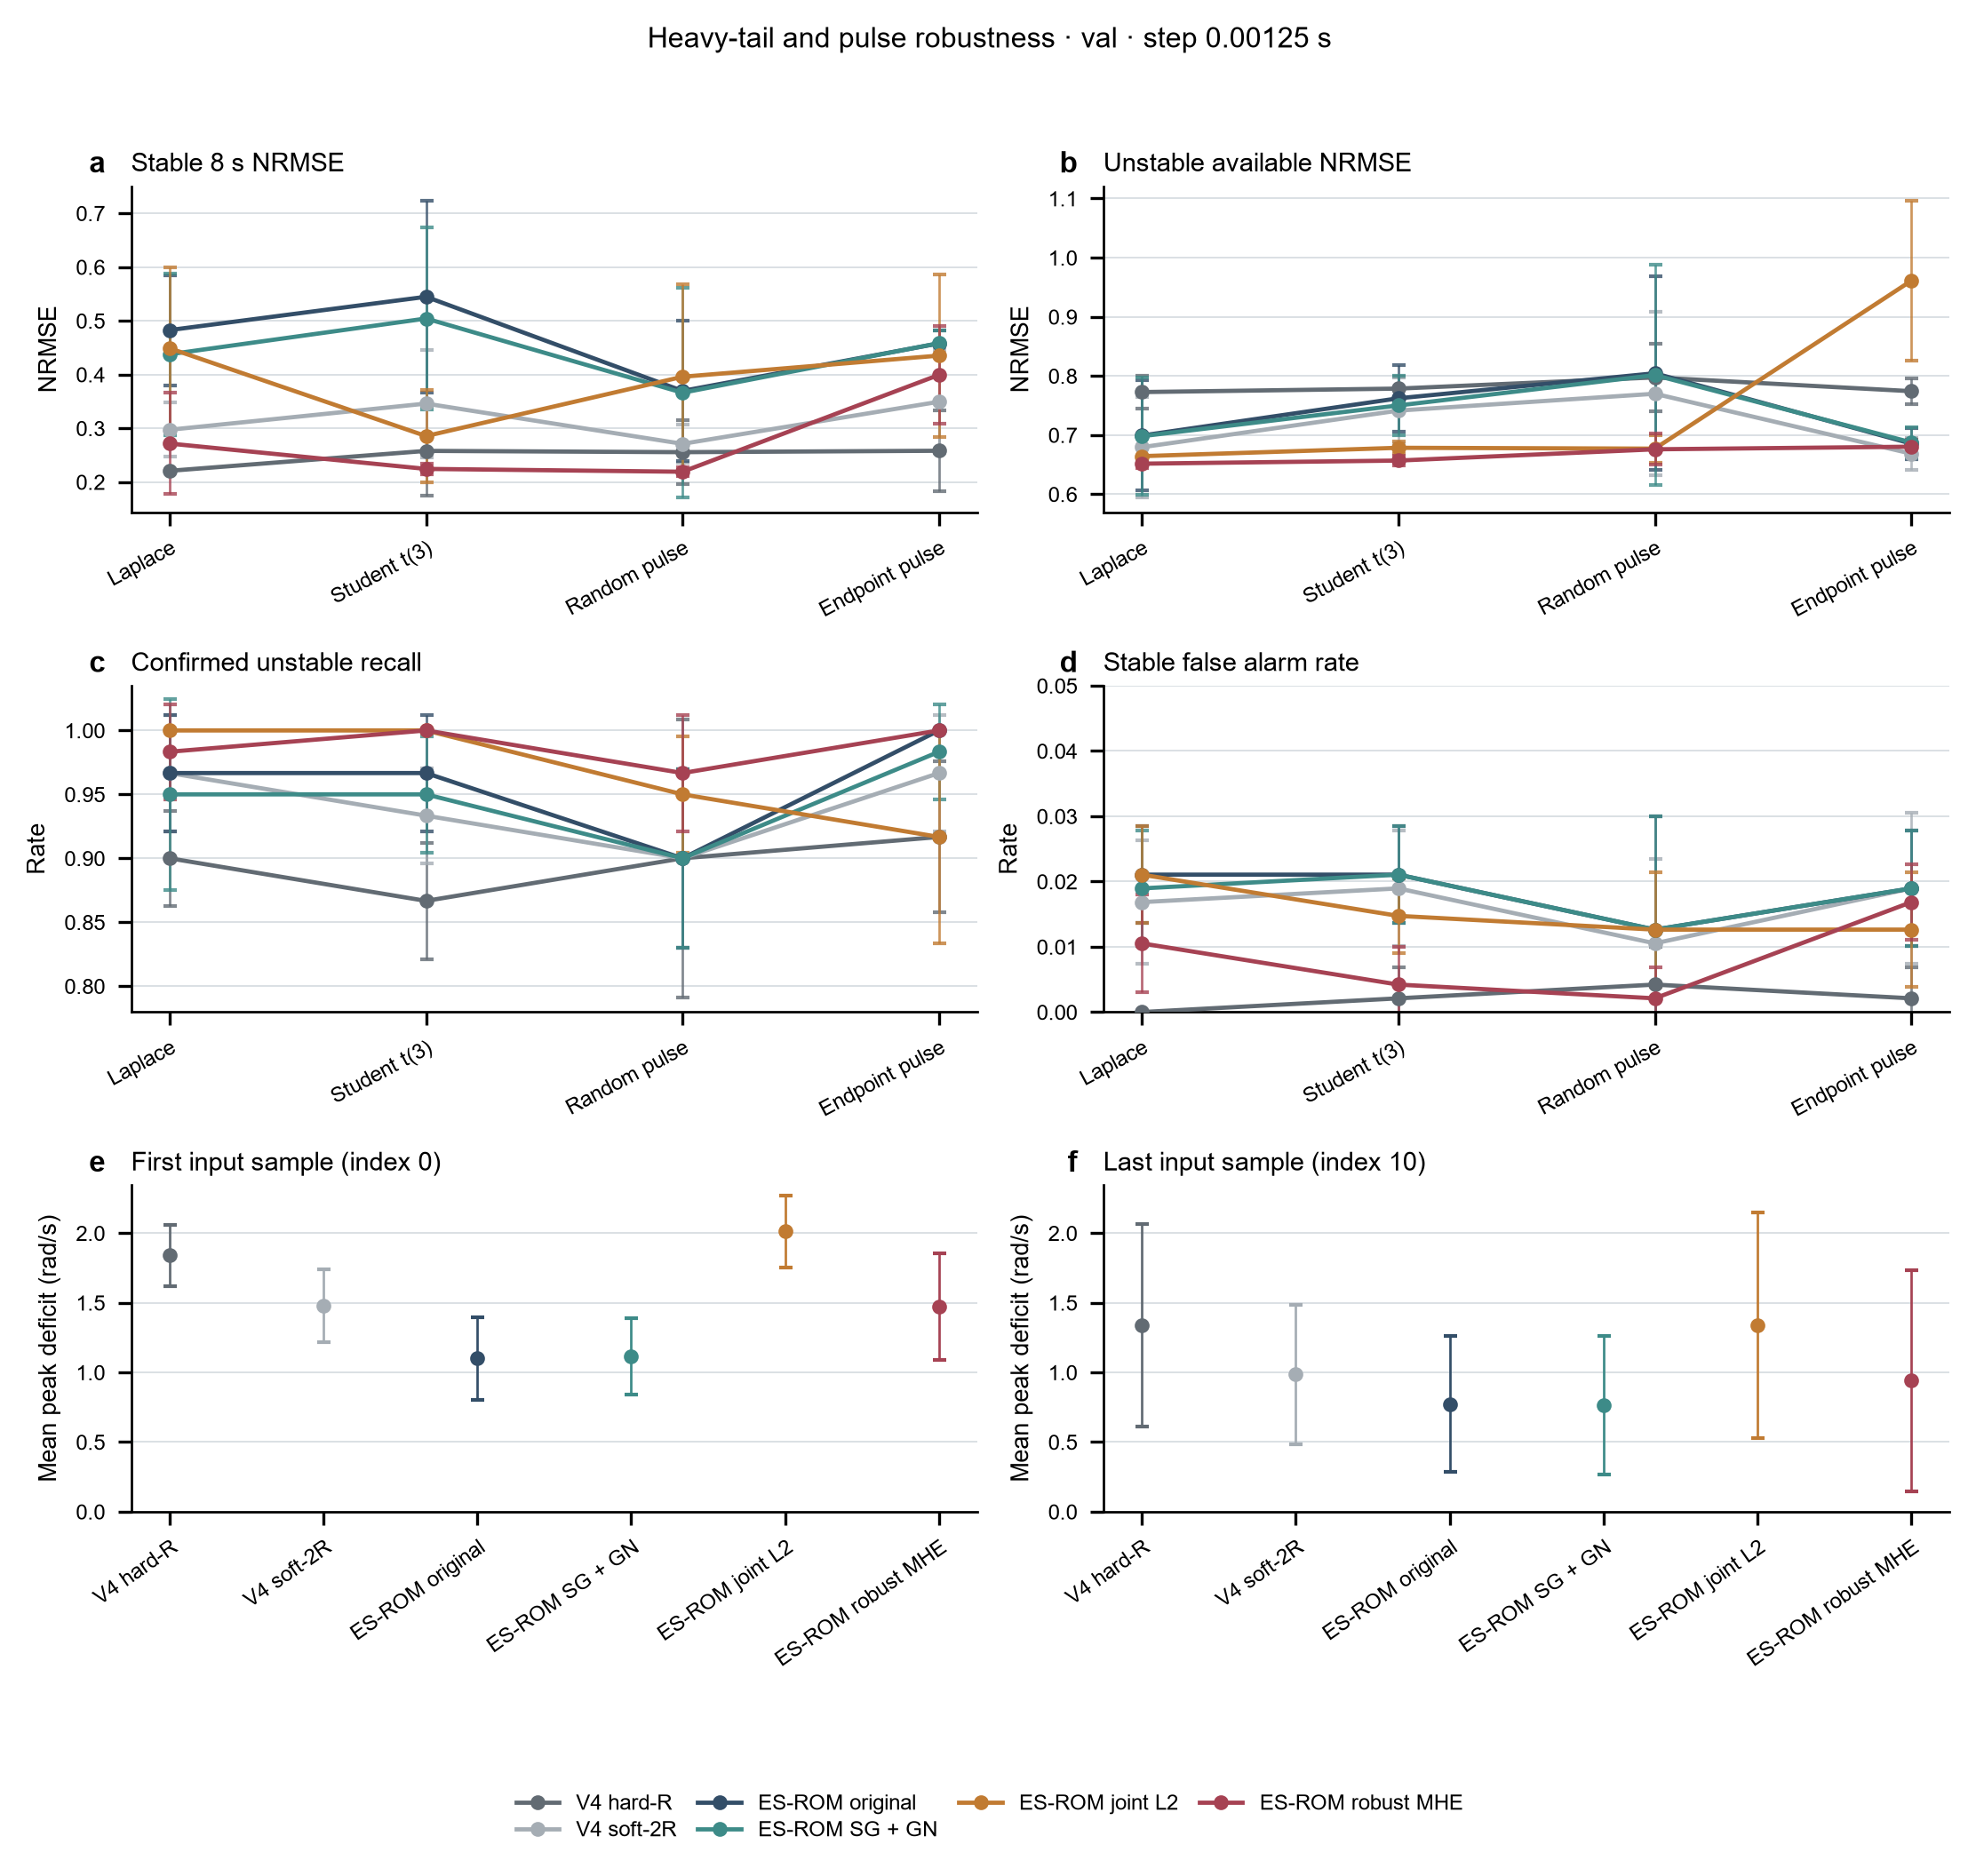 Heavy-tail and pulse robustness · val · step 0.00125 s
a Stable 8 s NRMSE
NRMSE
0.7
0.6
0.5
0.4
0.3
0.2
Laplace
Student t(3)
Random pulse
Endpoint pulse
b Unstable available NRMSE
NRMSE
1.1
1.0
0.9
0.8
0.7
0.6
Laplace
Student t(3)
Random pulse
Endpoint pulse
c Confirmed unstable recall
Rate
1.00
0.95
0.90
0.85
0.80
Laplace
Student t(3)
Random pulse
Endpoint pulse
d Stable false alarm rate
Rate
0.05
0.04
0.03
0.02
0.01
0.00
Laplace
Student t(3)
Random pulse
Endpoint pulse
e First input sample (index 0)
Mean peak deficit (rad/s)
2.0
1.5
1.0
0.5
0.0
V4 hard-R
V4 soft-2R
ES-ROM original
ES-ROM SG + GN
ES-ROM joint L2
ES-ROM robust MHE
f Last input sample (index 10)
Mean peak deficit (rad/s)
2.0
1.5
1.0
0.5
0.0
V4 hard-R
V4 soft-2R
ES-ROM original
ES-ROM SG + GN
ES-ROM joint L2
ES-ROM robust MHE
V4 hard-R ES-ROM original ES-ROM joint L2 ES-ROM robust MHE
V4 soft-2R ES-ROM SG + GN